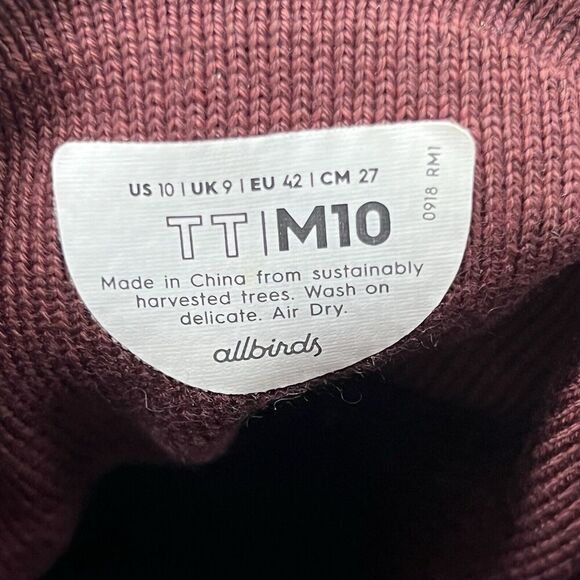 US 10 | UK 9 | EU 42 | CM 27
TT | M10
Made in China from sustainably
harvested trees. Wash on
delicate. Air Dry.
allbirds
0918 RM1